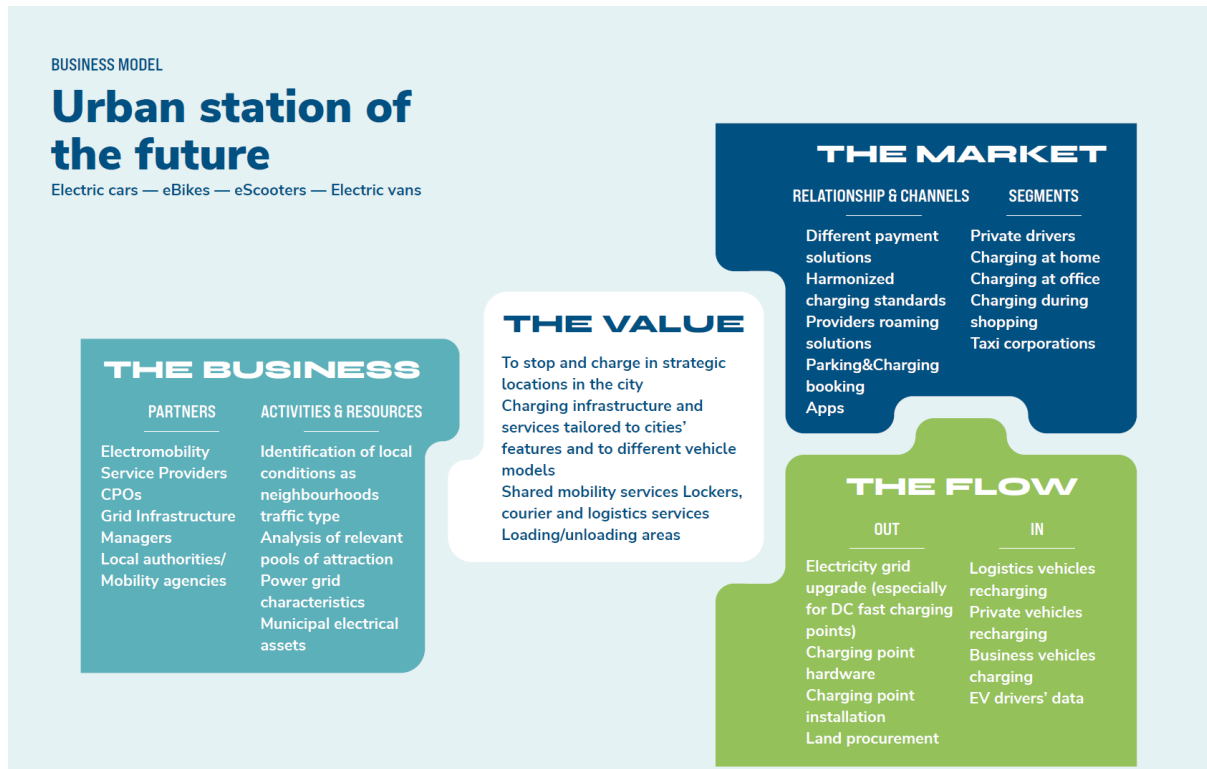 BUSINESS MODEL
Urban station of
the future
Electric cars — eBikes — eScooters — Electric vans
THE BUSINESS
PARTNERS
Electromobility
Service Providers
CPOs
Grid Infrastructure
Managers
Local authorities/
Mobility agencies
ACTIVITIES & RESOURCES
Identification of local
conditions as
neighbourhoods
traffic type
Analysis of relevant
pools of attraction
Power grid
characteristics
Municipal electrical
assets
THE VALUE
To stop and charge in strategic
locations in the city
Charging infrastructure and
services tailored to cities’
features and to different vehicle
models
Shared mobility services Lockers,
courier and logistics services
Loading/unloading areas
THE MARKET
RELATIONSHIP & CHANNELS
Different payment
solutions
Harmonized
charging standards
Providers roaming
solutions
Parking&Charging
booking
Apps
SEGMENTS
Private drivers
Charging at home
Charging at office
Charging during
shopping
Taxi corporations
THE FLOW
OUT
Electricity grid
upgrade (especially
for DC fast charging
points)
Charging point
hardware
Charging point
installation
Land procurement
IN
Logistics vehicles
recharging
Private vehicles
recharging
Business vehicles
charging
EV drivers’ data